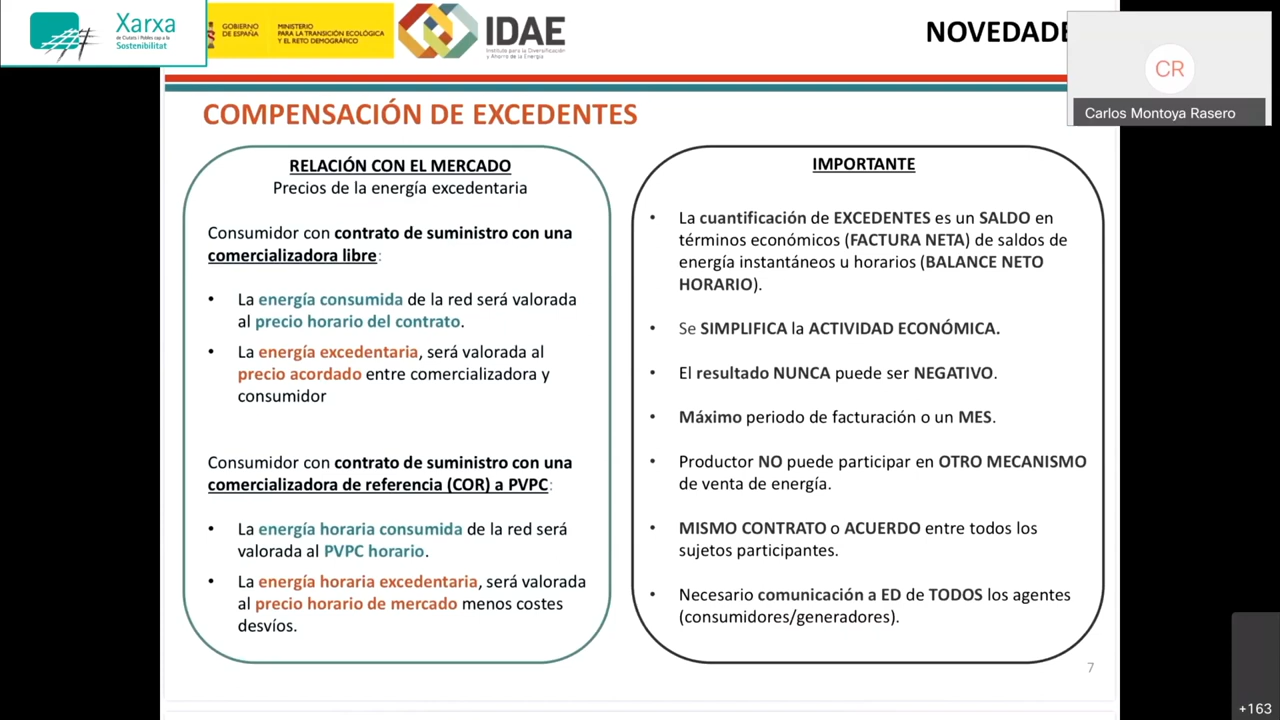 Xarxa
de Ciutats i Pobles cap a la
Sostenibilitat
GOBIERNO
DE ESPAÑA
MINISTERIO
PARA LA TRANSICIÓN ECOLÓGICA
Y EL RETO DEMOGRÁFICO
IDAE
Instituto para la Diversificación
y Ahorro de la Energía
NOVEDADE
CR
Carlos Montoya Rasero
COMPENSACIÓN DE EXCEDENTES
RELACIÓN CON EL MERCADO
Precios de la energía excedentaria
Consumidor con contrato de suministro con una
comercializadora libre:
• La energía consumida de la red será valorada
al precio horario del contrato.
• La energía excedentaria, será valorada al
precio acordado entre comercializadora y
consumidor
Consumidor con contrato de suministro con una
comercializadora de referencia (COR) a PVPC:
• La energía horaria consumida de la red será
valorada al PVPC horario.
• La energía horaria excedentaria, será valorada
al precio horario de mercado menos costes
desvíos.
IMPORTANTE
• La cuantificación de EXCEDENTES es un SALDO en
términos económicos (FACTURA NETA) de saldos de
energía instantáneos u horarios (BALANCE NETO
HORARIO).
• Se SIMPLIFICA la ACTIVIDAD ECONÓMICA.
• El resultado NUNCA puede ser NEGATIVO.
• Máximo periodo de facturación o un MES.
• Productor NO puede participar en OTRO MECANISMO
de venta de energía.
• MISMO CONTRATO o ACUERDO entre todos los
sujetos participantes.
• Necesario comunicación a ED de TODOS los agentes
(consumidores/generadores).
7
+163